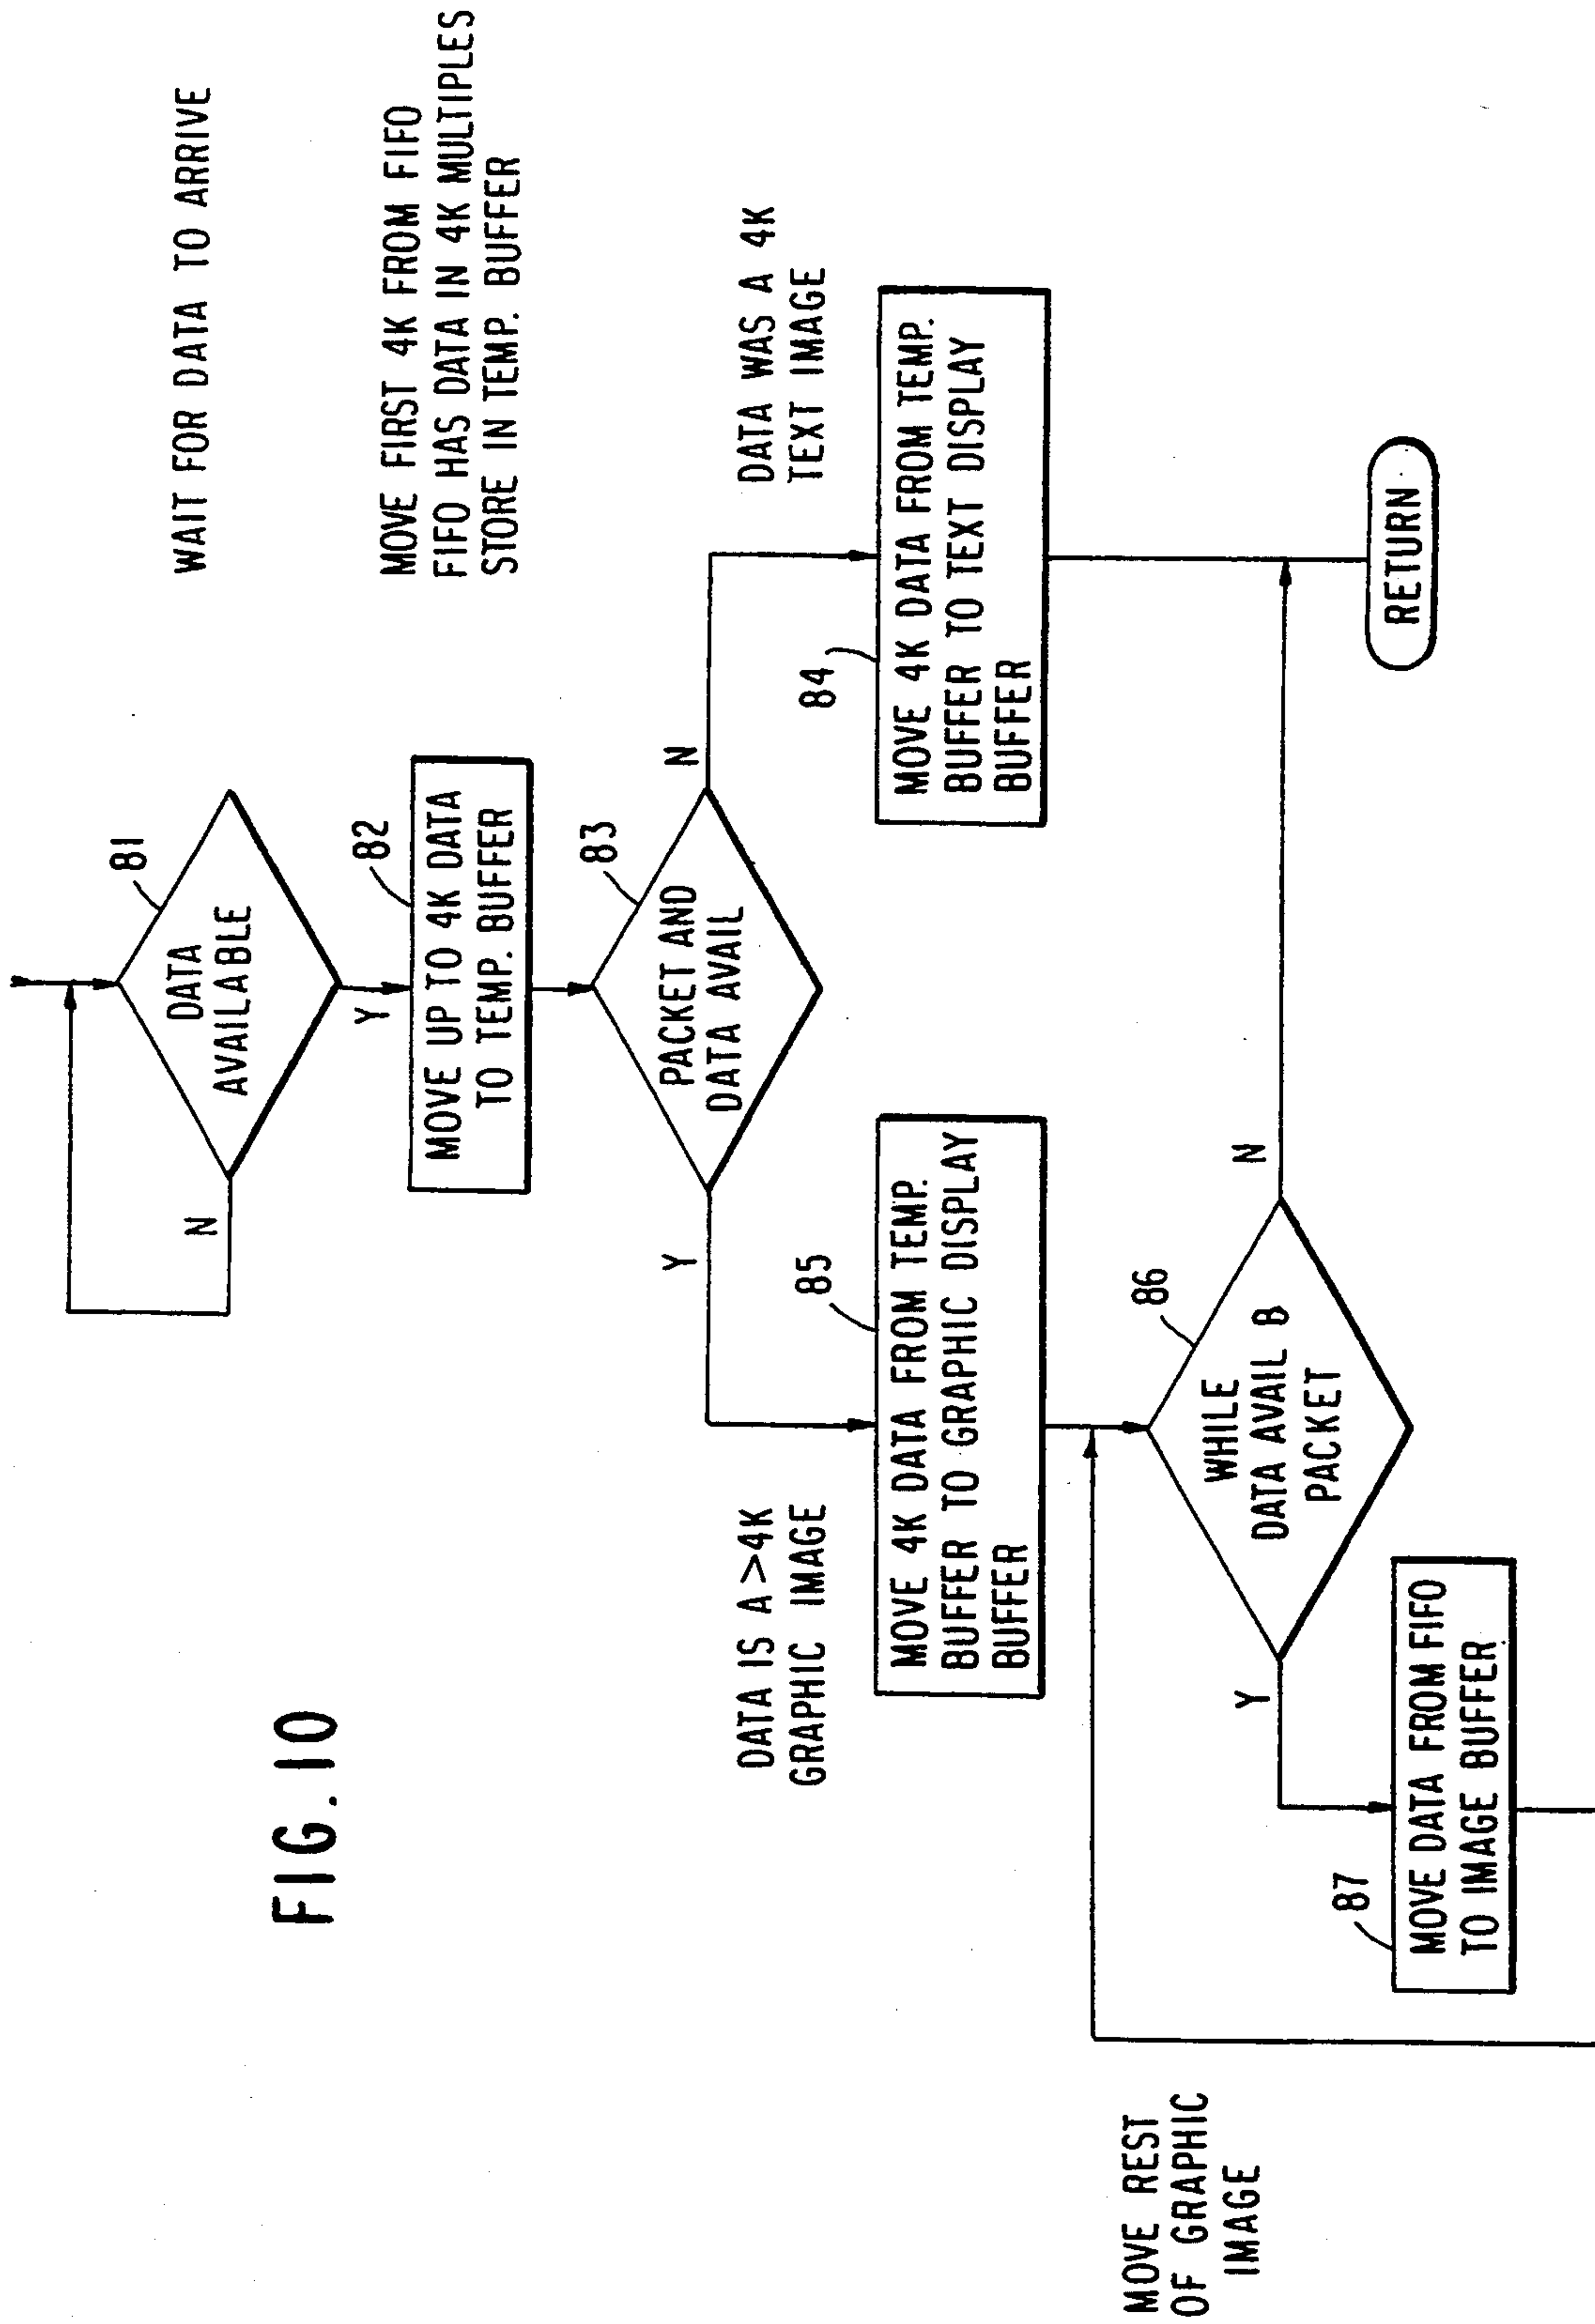 FIG. 10
81
DATA
AVAILABLE
N
Y
WAIT FOR DATA TO ARRIVE
82
MOVE UP TO 4K DATA
TO TEMP. BUFFER
MOVE FIRST 4K FROM FIFO
FIFO HAS DATA IN 4K MULTIPLES
STORE IN TEMP. BUFFER
83
PACKET AND
DATA AVAIL
Y
N
DATA IS A >4K
GRAPHIC IMAGE
85
MOVE 4K DATA FROM TEMP.
BUFFER TO GRAPHIC DISPLAY
BUFFER
DATA WAS A 4K
TEXT IMAGE
84
MOVE 4K DATA FROM TEMP.
BUFFER TO TEXT DISPLAY
BUFFER
MOVE REST
OF GRAPHIC
IMAGE
86
WHILE
DATA AVAIL B
PACKET
Y
N
87
MOVE DATA FROM FIFO
TO IMAGE BUFFER
RETURN